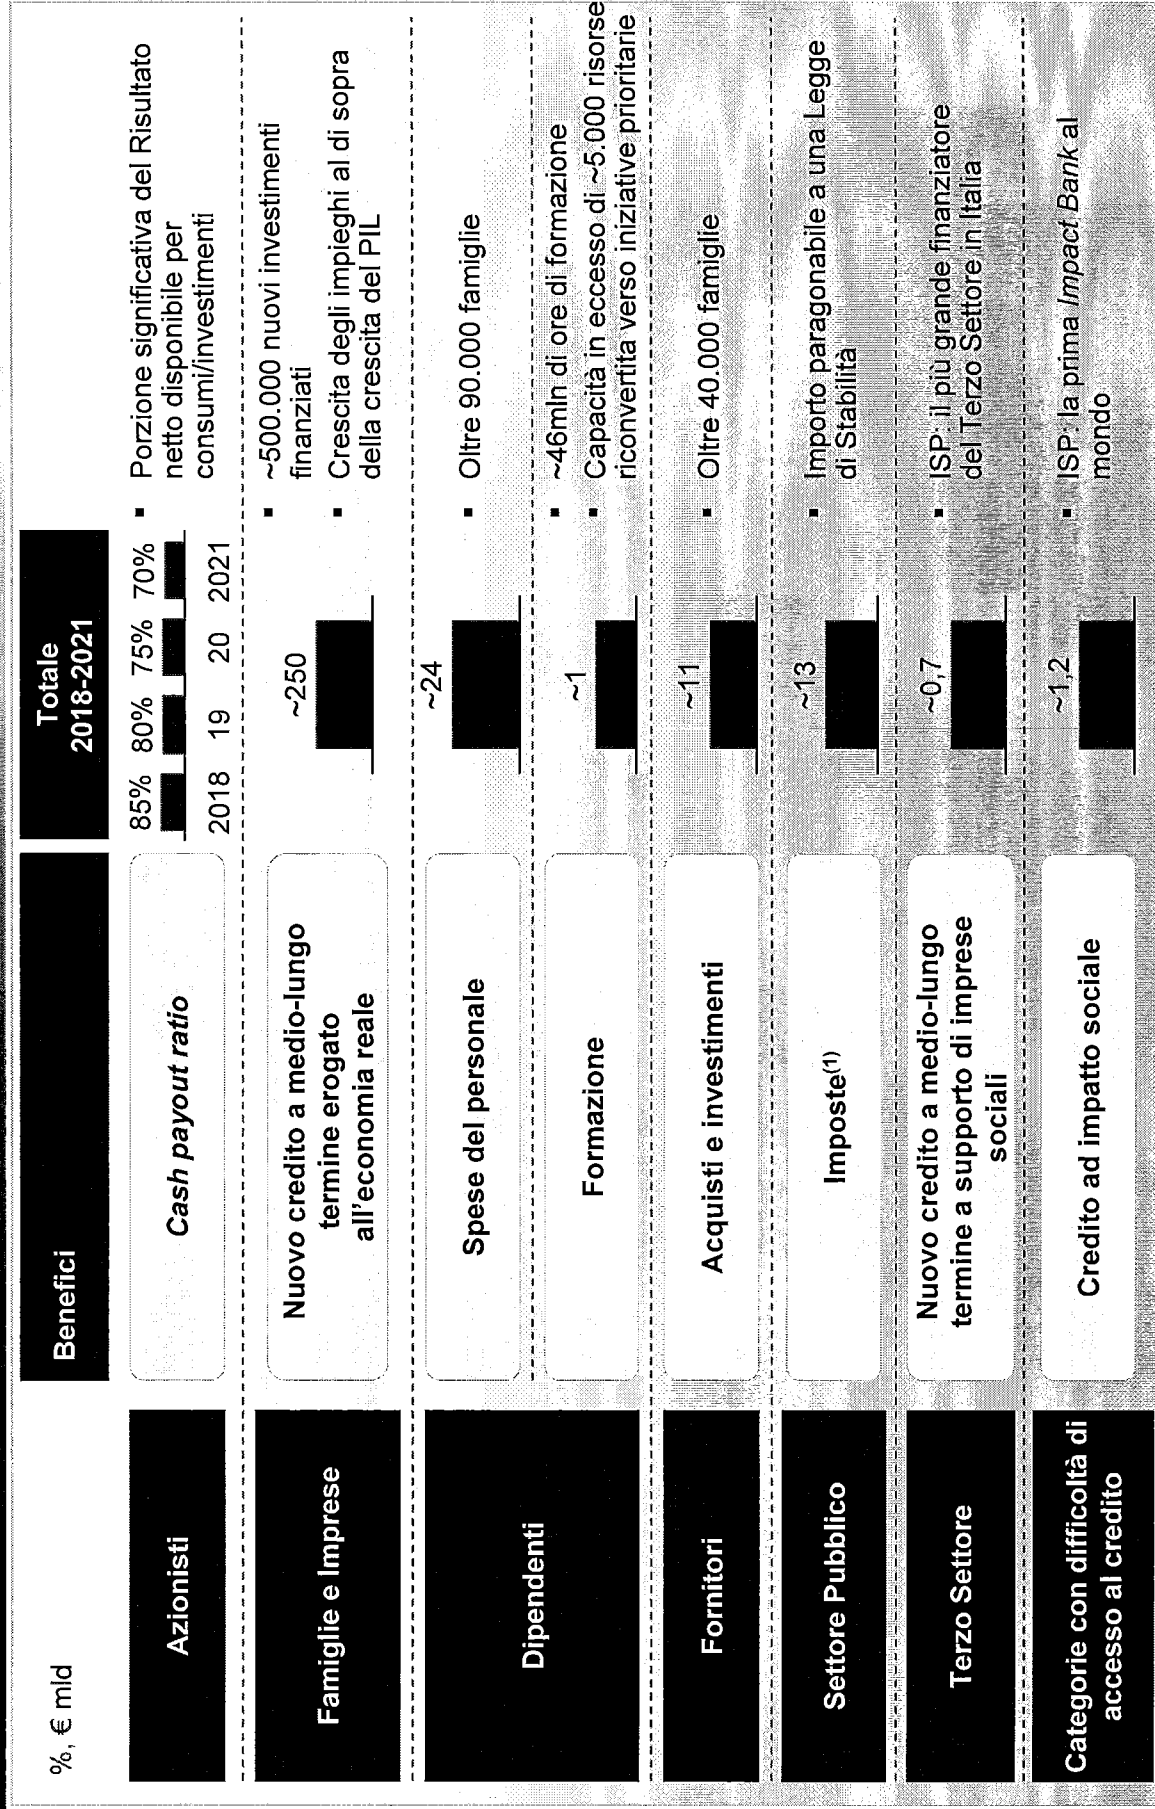 %, € mld
Benefici
Totale
2018-2021
Azionisti
Cash payout ratio
85%
80%
75%
70%
2018
19
20
2021
▪ Porzione significativa del Risultato
netto disponibile per
consumi/investimenti
Famiglie e Imprese
Nuovo credito a medio-lungo
termine erogato
all'economia reale
~250
▪ ~500.000 nuovi investimenti
finanziati
▪ Crescita degli impieghi al di sopra
della crescita del PIL
Dipendenti
Spese del personale
~24
▪ Oltre 90.000 famiglie
Formazione
~1
▪ ~46mln di ore di formazione
▪ Capacità in eccesso di ~5.000 risorse
riconvertita verso iniziative prioritarie
Fornitori
Acquisti e investimenti
~11
▪ Oltre 40.000 famiglie
Settore Pubblico
Imposte(1)
~13
▪ Importo paragonabile a una Legge
di Stabilità
Terzo Settore
Nuovo credito a medio-lungo
termine a supporto di imprese
sociali
~0,7
▪ ISP: il più grande finanziatore
del Terzo Settore in Italia
Categorie con difficoltà di
accesso al credito
Credito ad impatto sociale
~1,2
▪ ISP: la prima Impact Bank al
mondo